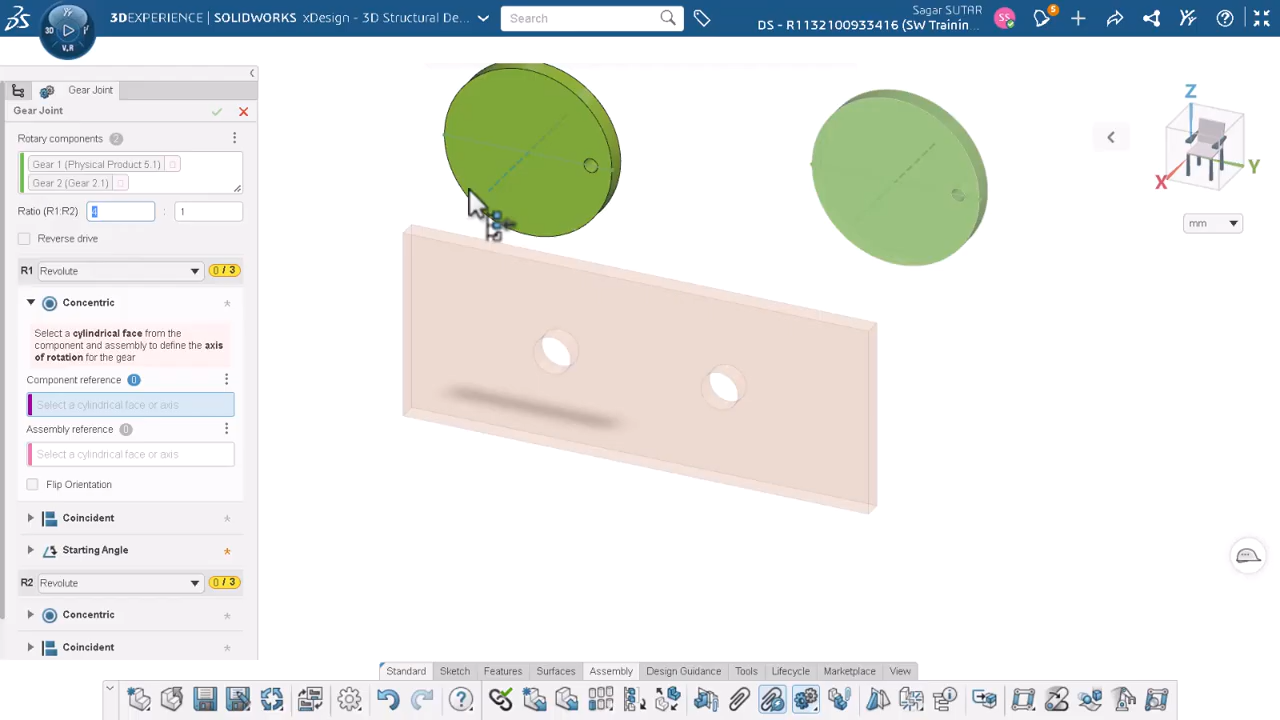 3DEXPERIENCE | SOLIDWORKS xDesign - 3D Structural De...
Search
Sagar SUTAR
DS - R1132100933416 (SW Trainin...
SS
5
3D
V.R
Gear Joint
Gear Joint
Rotary components 2
Gear 1 (Physical Product 5.1)
Gear 2 (Gear 2.1)
Ratio (R1:R2) : 1
Reverse drive
R1 Revolute 0 / 3
Concentric *
Select a cylindrical face from the
component and assembly to define the axis
of rotation for the gear
Component reference 0
Select a cylindrical face or axis
Assembly reference 0
Select a cylindrical face or axis
Flip Orientation
Coincident *
Starting Angle *
R2 Revolute 0 / 3
Concentric *
Coincident *
Z
X
Y
mm
Standard Sketch Features Surfaces Assembly Design Guidance Tools Lifecycle Marketplace View